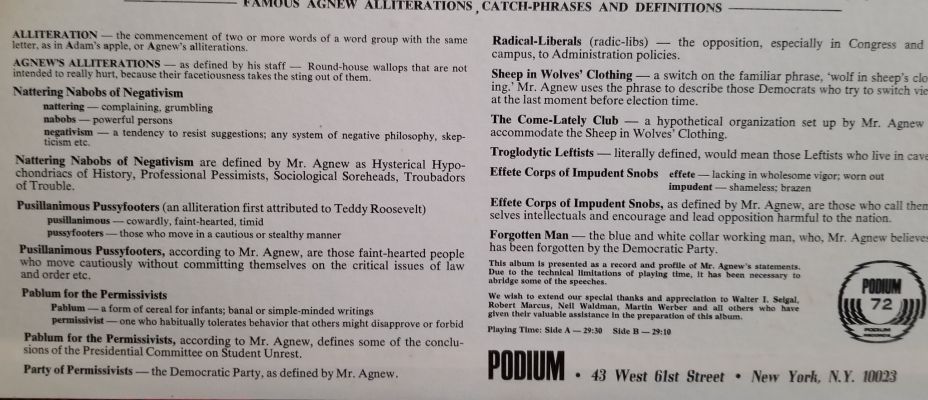 FAMOUS AGNEW ALLITERATIONS, CATCH-PHRASES AND DEFINITIONS
ALLITERATION — the commencement of two or more words of a word group with the same
letter, as in Adam's apple, or Agnew's alliterations.
AGNEW'S ALLITERATIONS — as defined by his staff — Round-house wallops that are not
intended to really hurt, because their facetiousness takes the sting out of them.
Nattering Nabobs of Negativism
nattering — complaining, grumbling
nabobs — powerful persons
negativism — a tendency to resist suggestions; any system of negative philosophy, skep-
ticism etc.
Nattering Nabobs of Negativism are defined by Mr. Agnew as Hysterical Hypo-
chondriacs of History, Professional Pessimists, Sociological Soreheads, Troubadors
of Trouble.
Pusillanimous Pussyfooters (an alliteration first attributed to Teddy Roosevelt)
pusillanimous — cowardly, faint-hearted, timid
pussyfooters — those who move in a cautious or stealthy manner
Pusillanimous Pussyfooters, according to Mr. Agnew, are those faint-hearted people
who move cautiously without committing themselves on the critical issues of law
and order etc.
Pablum for the Permissivists
Pablum — a form of cereal for infants; banal or simple-minded writings
permissivist — one who habitually tolerates behavior that others might disapprove or forbid
Pablum for the Permissivists, according to Mr. Agnew, defines some of the conclu-
sions of the Presidential Committee on Student Unrest.
Party of Permissivists — the Democratic Party, as defined by Mr. Agnew.
Radical-Liberals (radic-libs) — the opposition, especially in Congress and
campus, to Administration policies.
Sheep in Wolves' Clothing — a switch on the familiar phrase, 'wolf in sheep's clo
ing.' Mr. Agnew uses the phrase to describe those Democrats who try to switch vie
at the last moment before election time.
The Come-Lately Club — a hypothetical organization set up by Mr. Agnew
accommodate the Sheep in Wolves' Clothing.
Troglodytic Leftists — literally defined, would mean those Leftists who live in cave
Effete Corps of Impudent Snobs effete — lacking in wholesome vigor; worn out
impudent — shameless; brazen
Effete Corps of Impudent Snobs, as defined by Mr. Agnew, are those who call them
selves intellectuals and encourage and lead opposition harmful to the nation.
Forgotten Man — the blue and white collar working man, who, Mr. Agnew believes
has been forgotten by the Democratic Party.
This album is presented as a record and profile of Mr. Agnew's statements.
Due to the technical limitations of playing time, it has been necessary to
abridge some of the speeches.
We wish to extend our special thanks and appreciation to Walter I. Seigal,
Robert Marcus, Neil Waldman, Martin Werber and all others who have
given their valuable assistance in the preparation of this album.
Playing Time: Side A — 29:30 Side B — 29:10
PODIUM
72
PODIUM
RECORDS
PODIUM • 43 West 61st Street • New York, N.Y. 10023